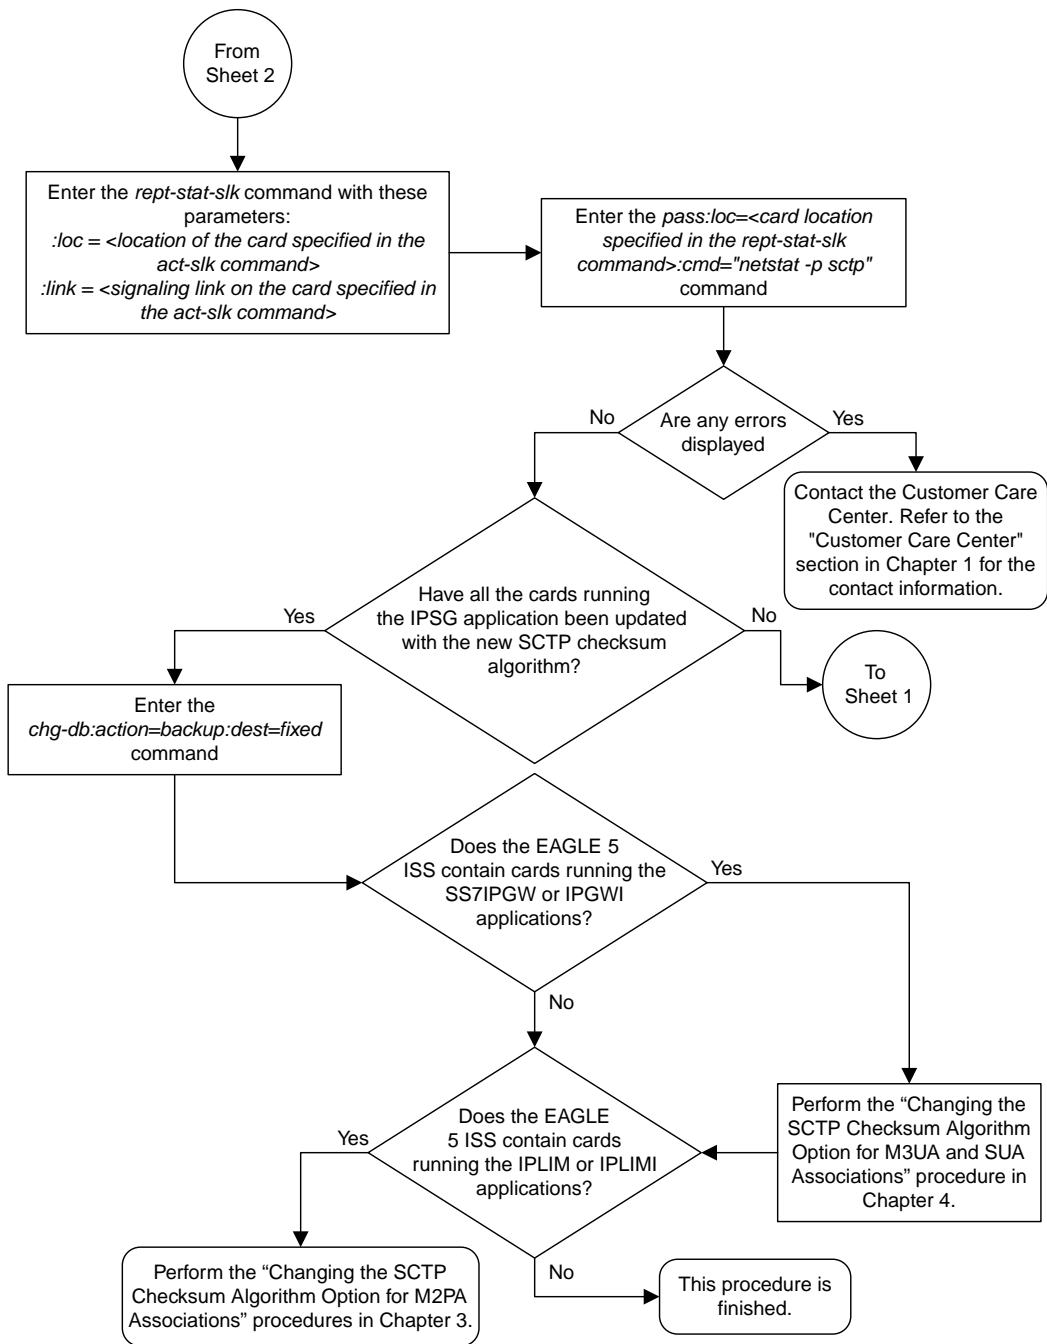 From
Sheet 2
Enter the rept-stat-slk command with these
parameters:
:loc = <location of the card specified in the
act-slk command>
:link = <signaling link on the card specified in
the act-slk command>
Enter the pass:loc=<card location
specified in the rept-stat-slk
command>:cmd="netstat -p sctp"
command
Are any errors
displayed
No
Yes
Contact the Customer Care
Center. Refer to the
"Customer Care Center"
section in Chapter 1 for the
contact information.
Have all the cards running
the IPSG application been updated
with the new SCTP checksum
algorithm?
Yes
No
To
Sheet 1
Enter the
chg-db:action=backup:dest=fixed
command
Does the EAGLE 5
ISS contain cards running the
SS7IPGW or IPGWI
applications?
Yes
No
Perform the “Changing the
SCTP Checksum Algorithm
Option for M3UA and SUA
Associations” procedure in
Chapter 4.
Does the EAGLE
5 ISS contain cards
running the IPLIM or IPLIMI
applications?
Yes
No
Perform the “Changing the SCTP
Checksum Algorithm Option for M2PA
Associations” procedures in Chapter 3.
This procedure is
finished.